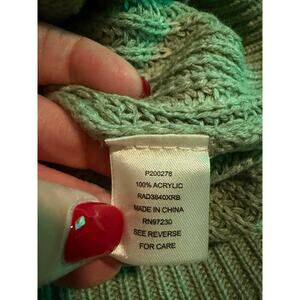 P200278
100% ACRYLIC
RAD3840XRB
MADE IN CHINA
RN97230
SEE REVERSE
FOR CARE